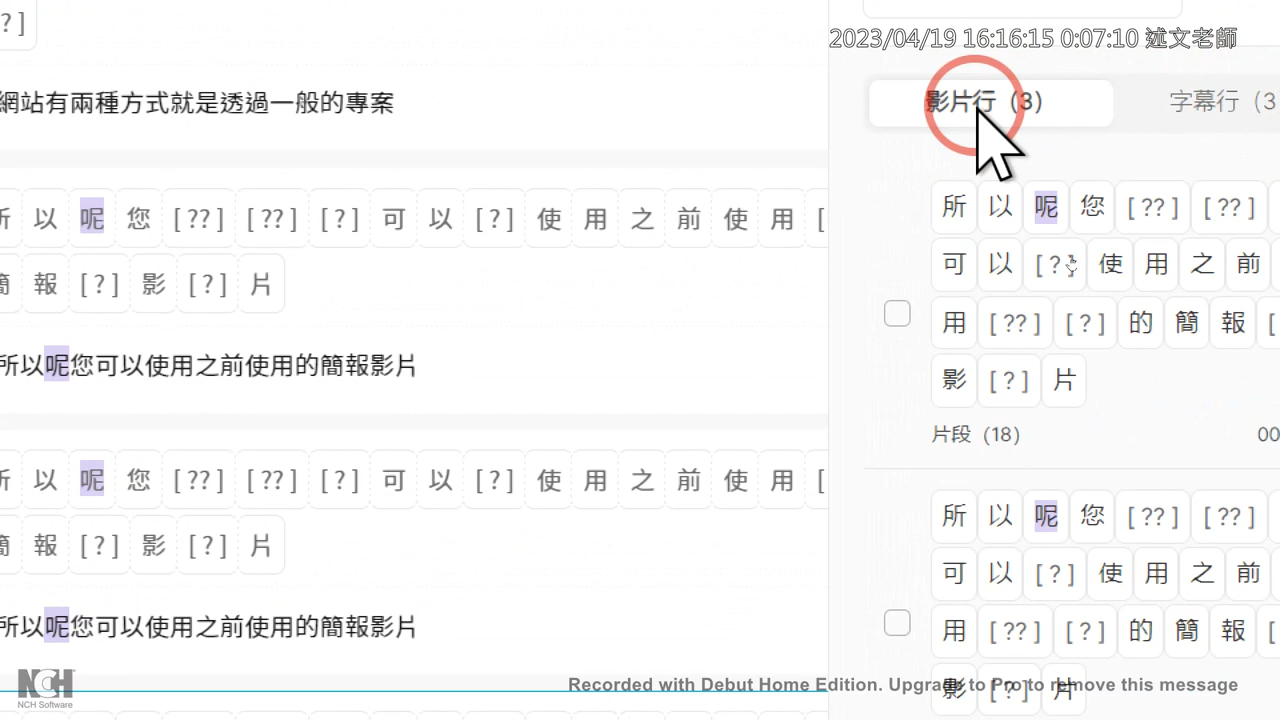 ? ]
2023/04/19 16:16:15 0:07:10 述文老師
網站有兩種方式就是透過一般的專案
以 呢 您 [ ?? ] [ ?? ] [ ? ] 可 以 [ ? ] 使 用 之 前 使 用 [
報 [ ? ] 影 [ ? ] 片
所以呢您可以使用之前使用的簡報影片
以 呢 您 [ ?? ] [ ?? ] [ ? ] 可 以 [ ? ] 使 用 之 前 使 用 [
報 [ ? ] 影 [ ? ] 片
所以呢您可以使用之前使用的簡報影片
影片行 (3)
字幕行 (3
所 以 呢 您 [ ?? ] [ ?? ]
可 以 [ ? ] 使 用 之 前
用 [ ?? ] [ ? ] 的 簡 報 [
影 [ ? ] 片
片段 (18)
00
所 以 呢 您 [ ?? ] [ ?? ]
可 以 [ ? ] 使 用 之 前
用 [ ?? ] [ ? ] 的 簡 報 [
影 [ ? ] 片
NCH
NCH Software
Recorded with Debut Home Edition. Upgrade to Pro to remove this message